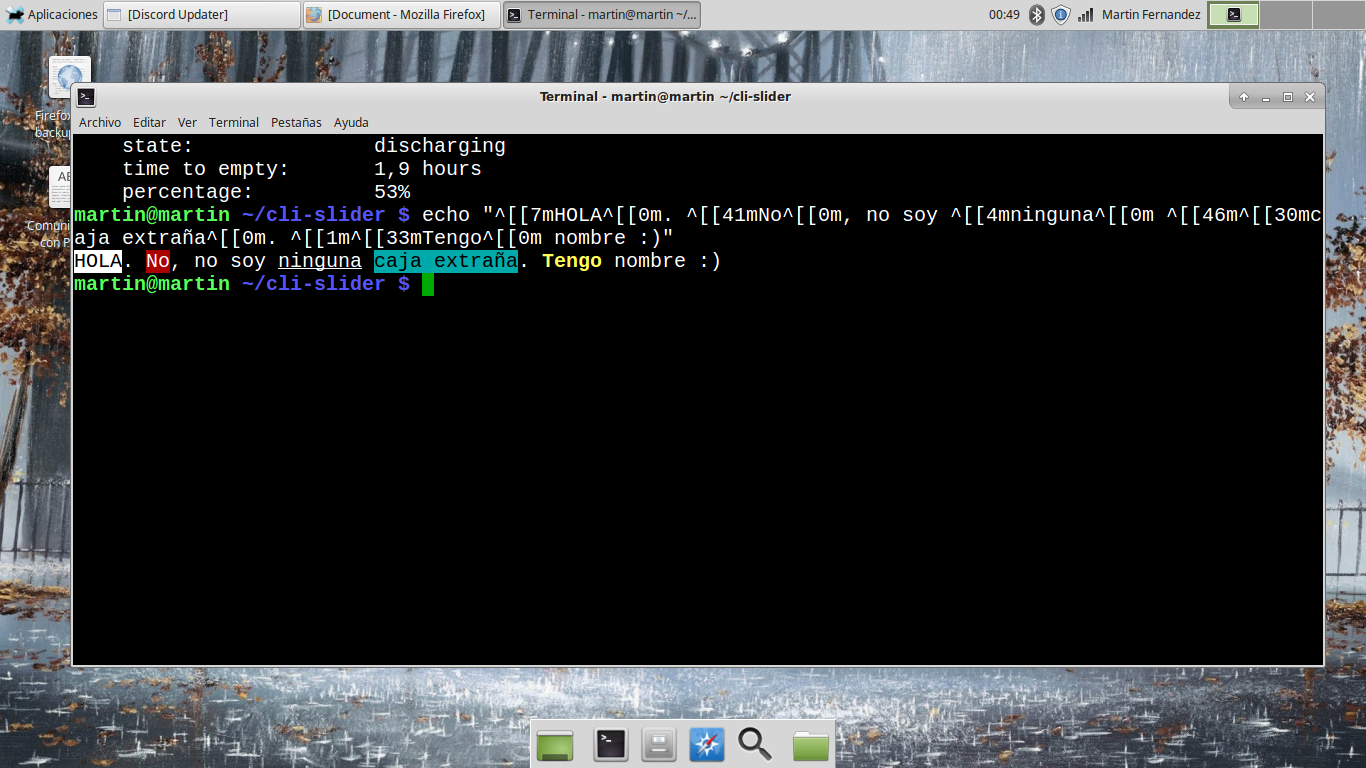 Aplicaciones
[Discord Updater]
[Document - Mozilla Firefox]
Terminal - martin@martin ~/...
00:49
Martin Fernandez
Firefox
backu
Comuni
con P
Terminal - martin@martin ~/cli-slider
Archivo Editar Ver Terminal Pestañas Ayuda
state: discharging
time to empty: 1,9 hours
percentage: 53%
martin@martin ~/cli-slider $ echo "^[[7mHOLA^[[0m. ^[[41mNo^[[0m, no soy ^[[4mninguna^[[0m ^[[46m^[[30mc
aja extraña^[[0m. ^[[1m^[[33mTengo^[[0m nombre :)"
HOLA. No, no soy ninguna caja extraña. Tengo nombre :)
martin@martin ~/cli-slider $